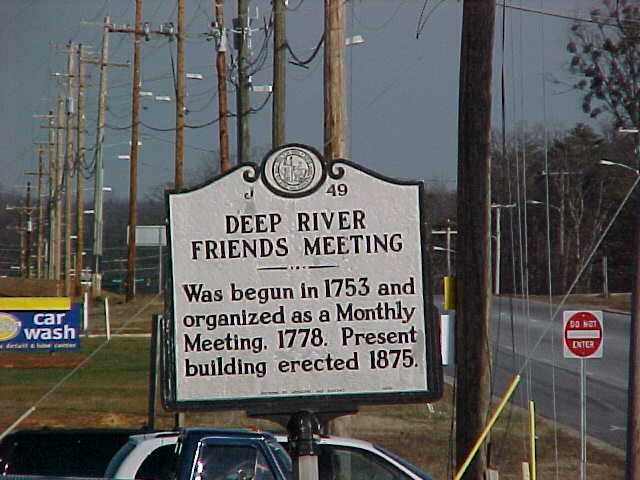 J 49
DEEP RIVER
FRIENDS MEETING
Was begun in 1753 and
organized as a Monthly
Meeting, 1778. Present
building erected 1875.
car
wash
DO NOT
ENTER